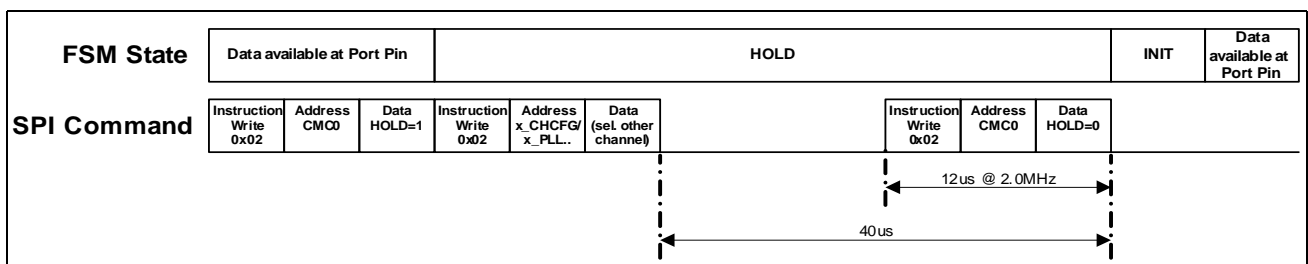 FSM State
Data available at Port Pin
HOLD
INIT
Data
available at
Port Pin
SPI Command
Instruction
Write
0x02
Address
CMC0
Data
HOLD=1
Instruction
Write
0x02
Address
x_CHCFG/
x_PLL..
Data
(sel. other
channel)
Instruction
Write
0x02
Address
CMC0
Data
HOLD=0
12us @ 2.0MHz
40us